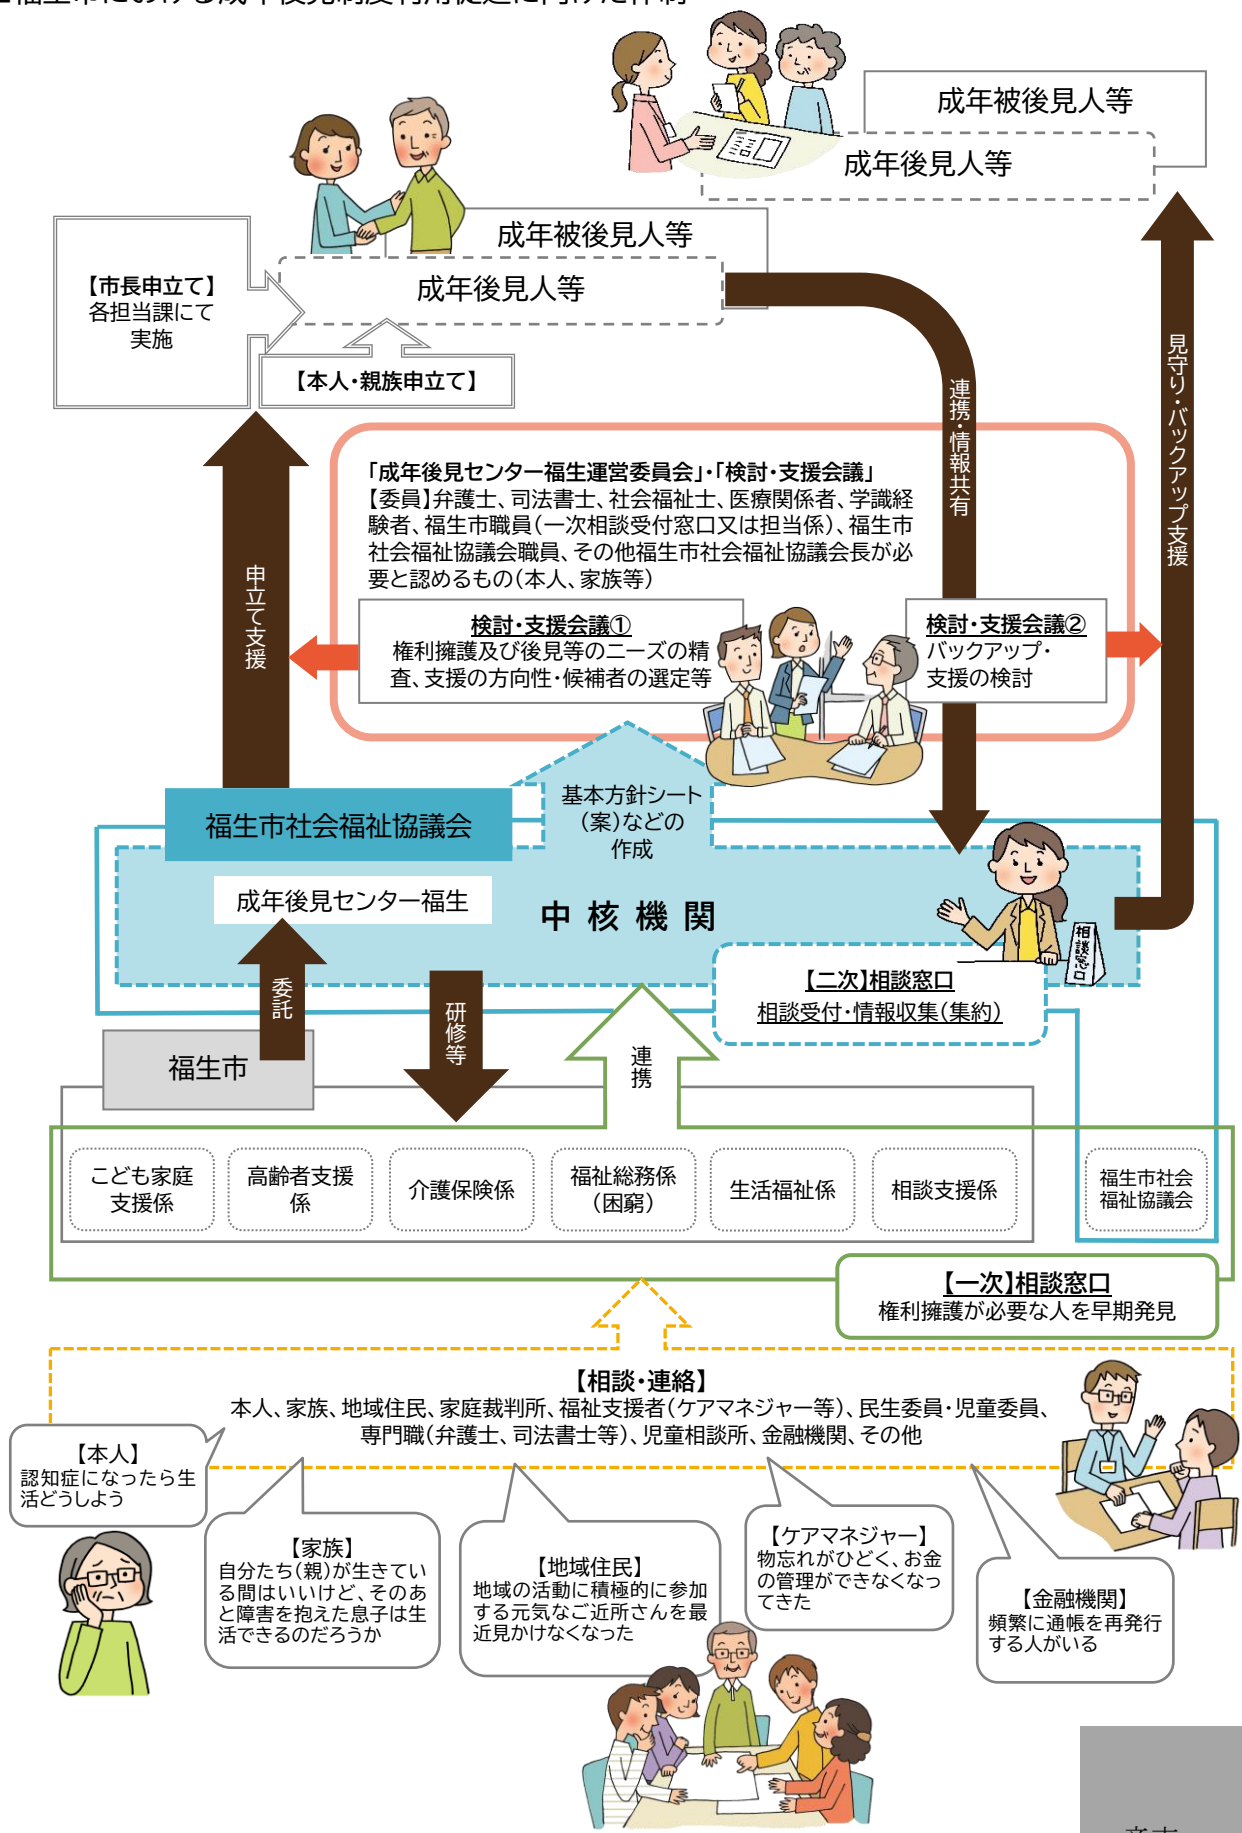 福生市における成年後見制度利用促進に向けた体制
成年被後見人等
成年後見人等
成年被後見人等
成年後見人等
【市長申立て】
各担当課にて
実施
【本人・親族申立て】
見守り・バックアップ支援
連携・情報共有
申立て支援
「成年後見センター福生運営委員会」・「検討・支援会議」
【委員】弁護士、司法書士、社会福祉士、医療関係者、学識経
験者、福生市職員(一次相談受付窓口又は担当係)、福生市
社会福祉協議会職員、その他福生市社会福祉協議会長が必
要と認めるもの(本人、家族等)
検討・支援会議①
権利擁護及び後見等のニーズの精
査、支援の方向性・候補者の選定等
検討・支援会議②
バックアップ・
支援の検討
基本方針シート
(案)などの
作成
福生市社会福祉協議会
成年後見センター福生
中核機関
相談窓口
【二次】相談窓口
相談受付・情報収集(集約)
委託
研修等
連携
福生市
こども家庭
支援係
高齢者支援
係
介護保険係
福祉総務係
(困窮)
生活福祉係
相談支援係
福生市社会
福祉協議会
【一次】相談窓口
権利擁護が必要な人を早期発見
【相談・連絡】
本人、家族、地域住民、家庭裁判所、福祉支援者(ケアマネジャー等)、民生委員・児童委員、
専門職(弁護士、司法書士等)、児童相談所、金融機関、その他
【本人】
認知症になったら生
活どうしよう
【家族】
自分たち(親)が生きてい
る間はいいけど、そのあ
と障害を抱えた息子は生
活できるのだろうか
【地域住民】
地域の活動に積極的に参加
する元気なご近所さんを最
近見かけなくなった
【ケアマネジャー】
物忘れがひどく、お金
の管理ができなくなっ
てきた
【金融機関】
頻繁に通帳を再発行
する人がいる